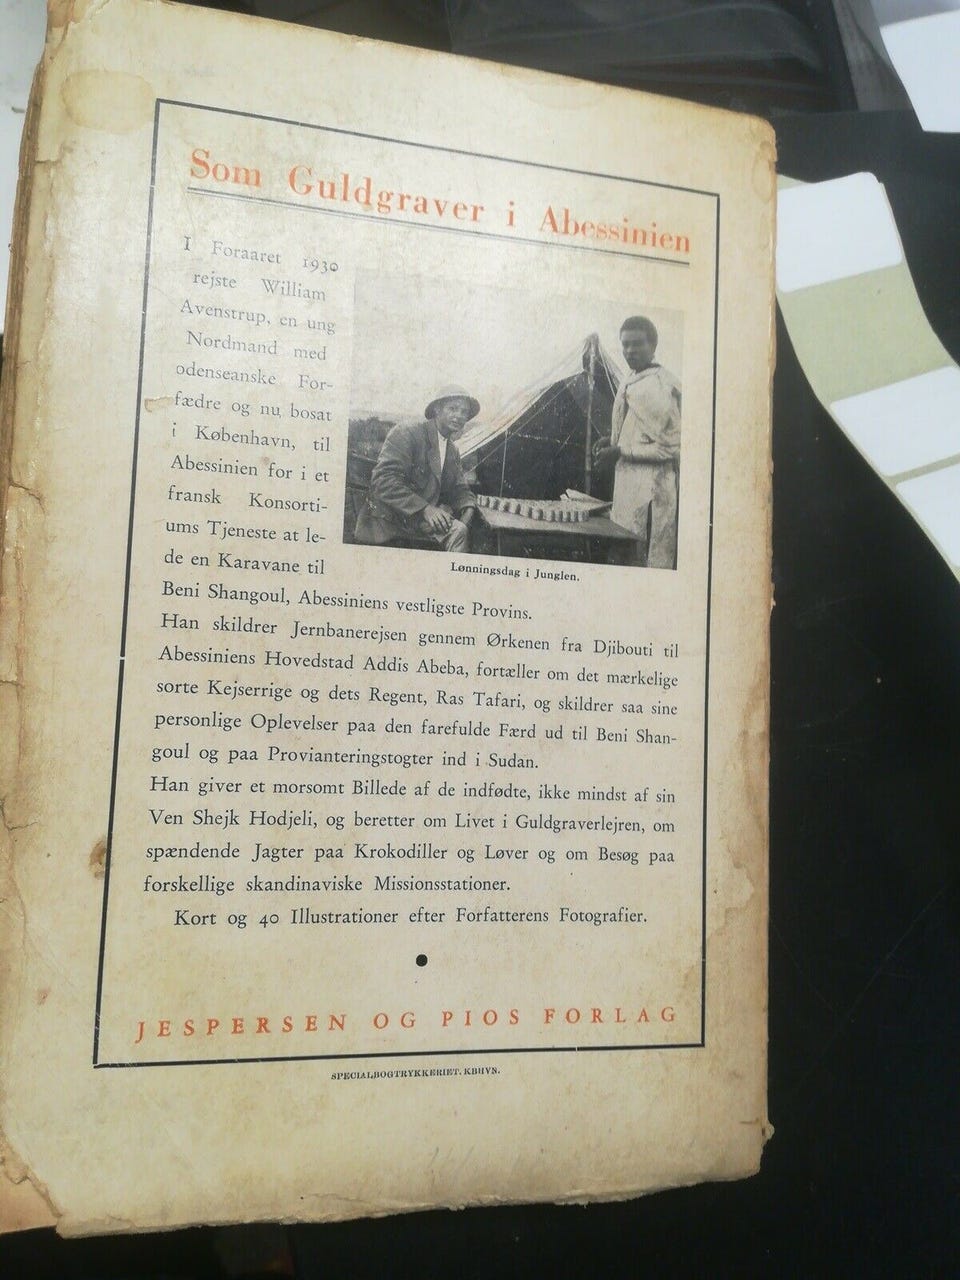 Som Guldgraver i Abessinien
I Foraaret 1930
rejste William
Avenstrup, en ung
Nordmand med
odenseanske For-
fædre og nu bosat
i København, til
Abessinien for i et
fransk Konsorti-
ums Tjeneste at le-
de en Karavane til
Lønningsdag i Junglen.
Beni Shangoul, Abessiniens vestligste Provins.
Han skildrer Jernbanerejsen gennem Ørkenen fra Djibouti til
Abessiniens Hovedstad Addis Abeba, fortæller om det mærkelige
sorte Kejserrige og dets Regent, Ras Tafari, og skildrer saa sine
personlige Oplevelser paa den farefulde Færd ud til Beni Shan-
goul og paa Provianteringstogter ind i Sudan.
Han giver et morsomt Billede af de indfødte, ikke mindst af sin
Ven Shejk Hodjeli, og beretter om Livet i Guldgraverlejren, om
spændende Jagter paa Krokodiller og Løver og om Besøg paa
forskellige skandinaviske Missionsstationer.
Kort og 40 Illustrationer efter Forfatterens Fotografier.
JESPERSEN OG PIOS FORLAG
SPECIALBOGTRYKKERIET. KBHVN.